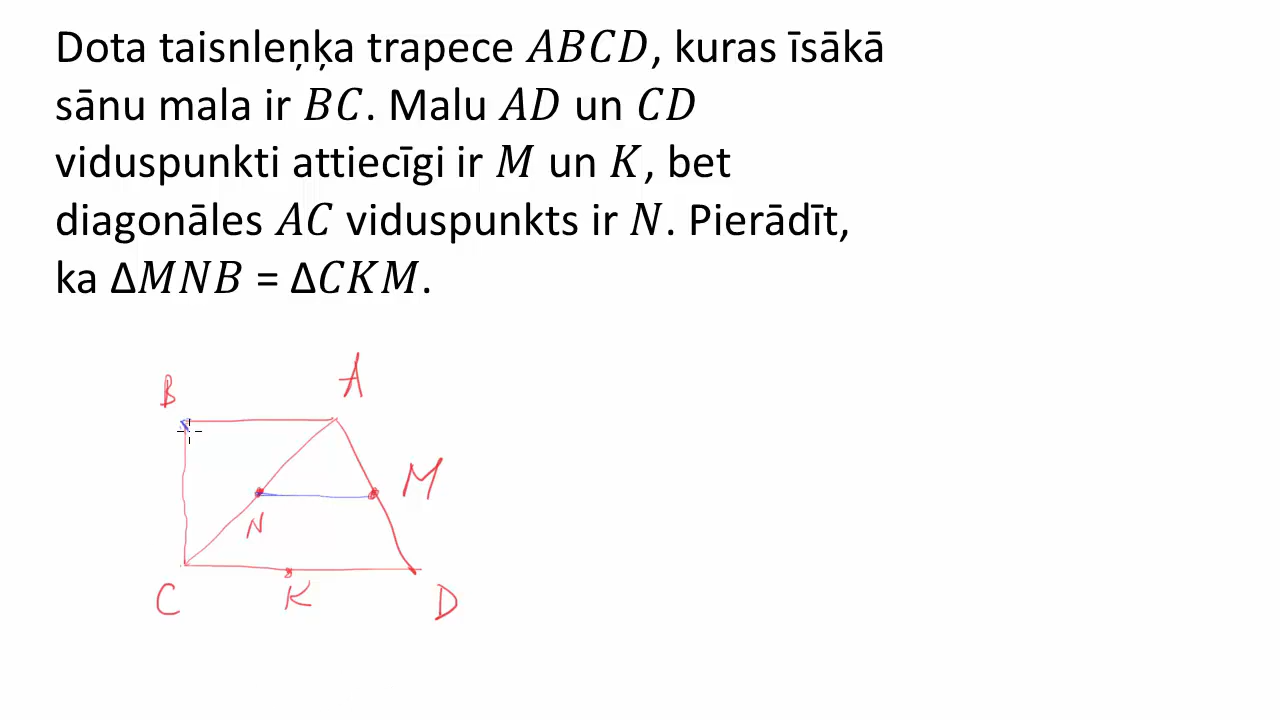 Dota taisnleņķa trapece ABCD, kuras īsākā
sānu mala ir BC. Malu AD un CD
viduspunkti attiecīgi ir M un K, bet
diagonāles AC viduspunkts ir N. Pierādīt,
ka ΔMNB = ΔCKM.
B A
M
N
C K D